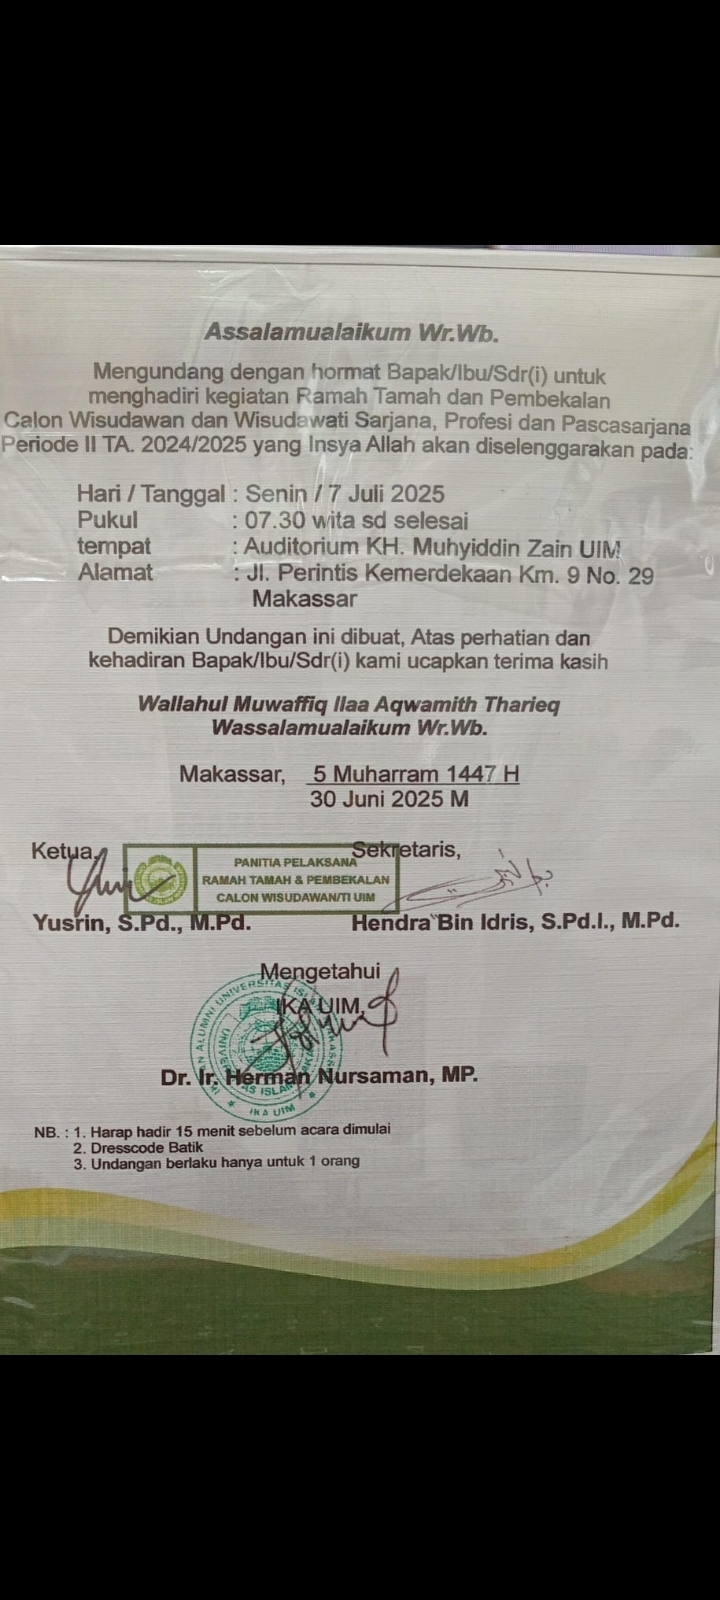 Assalamualaikum Wr.Wb.
Mengundang dengan hormat Bapak/Ibu/Sdr(i) untuk
menghadiri kegiatan Ramah Tamah dan Pembekalan
Calon Wisudawan dan Wisudawati Sarjana, Profesi dan Pascasarjana
Periode II TA. 2024/2025 yang Insya Allah akan diselenggarakan pada:
Hari / Tanggal : Senin / 7 Juli 2025
Pukul : 07.30 wita sd selesai
tempat : Auditorium KH. Muhyiddin Zain UIM
Alamat : Jl. Perintis Kemerdekaan Km. 9 No. 29
Makassar
Demikian Undangan ini dibuat, Atas perhatian dan
kehadiran Bapak/Ibu/Sdr(i) kami ucapkan terima kasih
Wallahul Muwaffiq Ilaa Aqwamith Tharieq
Wassalamualaikum Wr.Wb.
Makassar, 5 Muharram 1447 H
30 Juni 2025 M
Ketua, Sekretaris,
PANITIA PELAKSANA
RAMAH TAMAH & PEMBEKALAN
CALON WISUDAWAN/TI UIM
Yusrin, S.Pd., M.Pd. Hendra Bin Idris, S.Pd.I., M.Pd.
Mengetahui
IKA UIM,
ALUMNI UNIVERSITAS
IKA UIM
Dr. Ir. Herman Nursaman, MP.
NB. : 1. Harap hadir 15 menit sebelum acara dimulai
2. Dresscode Batik
3. Undangan berlaku hanya untuk 1 orang